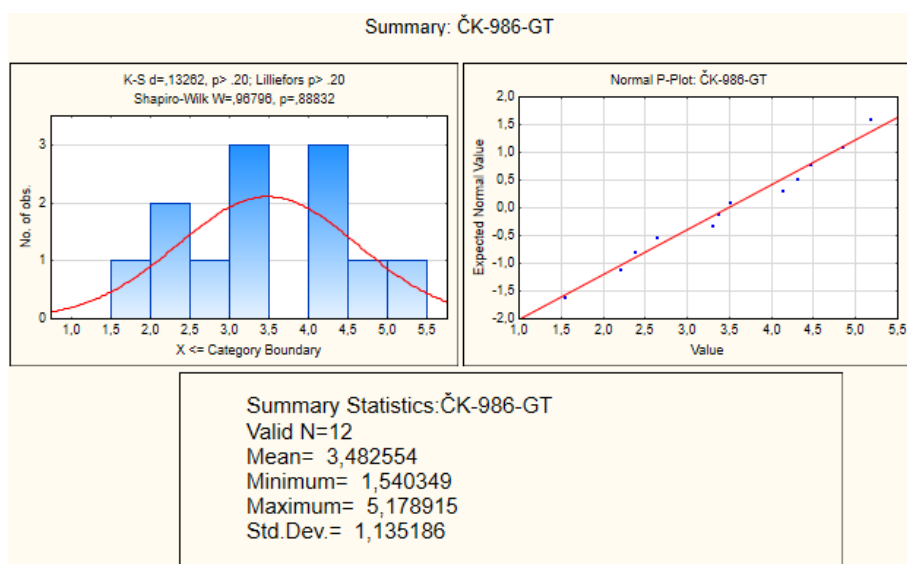 Summary: ČK-986-GT
K-S d=,13262, p> .20; Lilliefors p> .20
Shapiro-Wilk W=,96796, p=,88832
No. of obs.
3
2
1
0
1,0 1,5 2,0 2,5 3,0 3,5 4,0 4,5 5,0 5,5
X <= Category Boundary
Normal P-Plot: ČK-986-GT
Expected Normal Value
2,0
1,5
1,0
0,5
0,0
-0,5
-1,0
-1,5
-2,0
1,0 1,5 2,0 2,5 3,0 3,5 4,0 4,5 5,0 5,5
Value
Summary Statistics:ČK-986-GT
Valid N=12
Mean= 3,482554
Minimum= 1,540349
Maximum= 5,178915
Std.Dev.= 1,135186